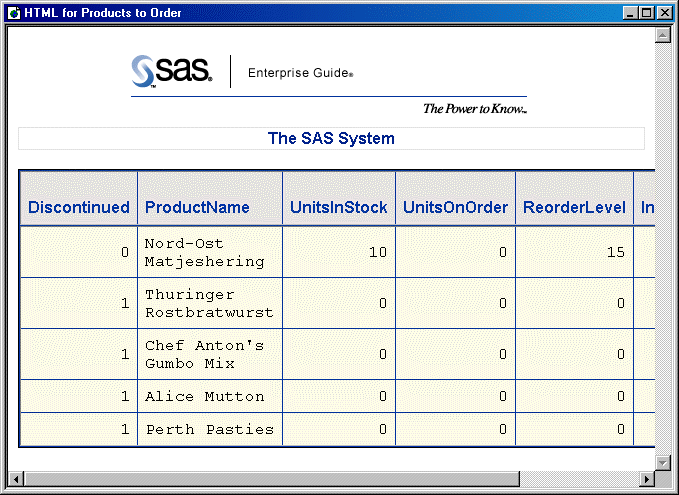 HTML for Products to Order
sas. Enterprise Guide®
™
The Power to Know™
The SAS System
Discontinued ProductName UnitsInStock UnitsOnOrder ReorderLevel In
0 Nord-Ost 10 0 15
Matjeshering
1 Thuringer 0 0 0
Rostbratwurst
1 Chef Anton's 0 0 0
Gumbo Mix
1 Alice Mutton 0 0 0
1 Perth Pasties 0 0 0